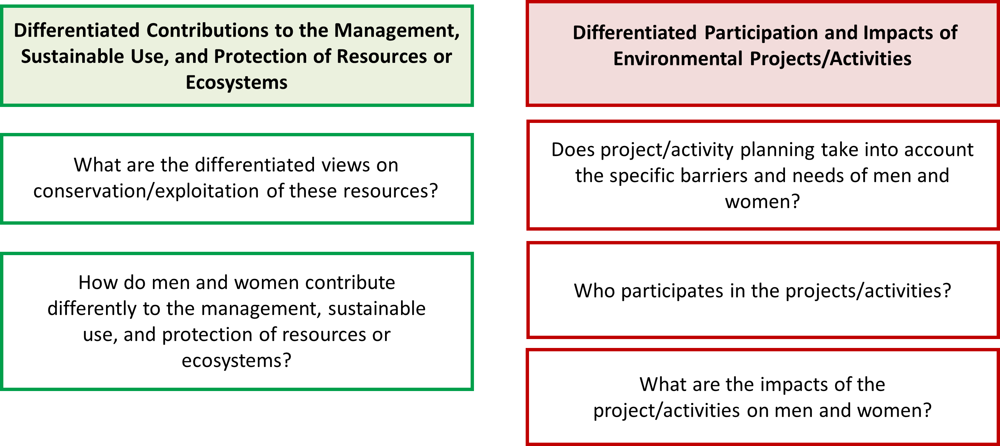 Differentiated Contributions to the Management,
Sustainable Use, and Protection of Resources or
Ecosystems
What are the differentiated views on
conservation/exploitation of these resources?
How do men and women contribute
differently to the management, sustainable
use, and protection of resources or
ecosystems?
Differentiated Participation and Impacts of
Environmental Projects/Activities
Does project/activity planning take into account
the specific barriers and needs of men and
women?
Who participates in the projects/activities?
What are the impacts of the
project/activities on men and women?